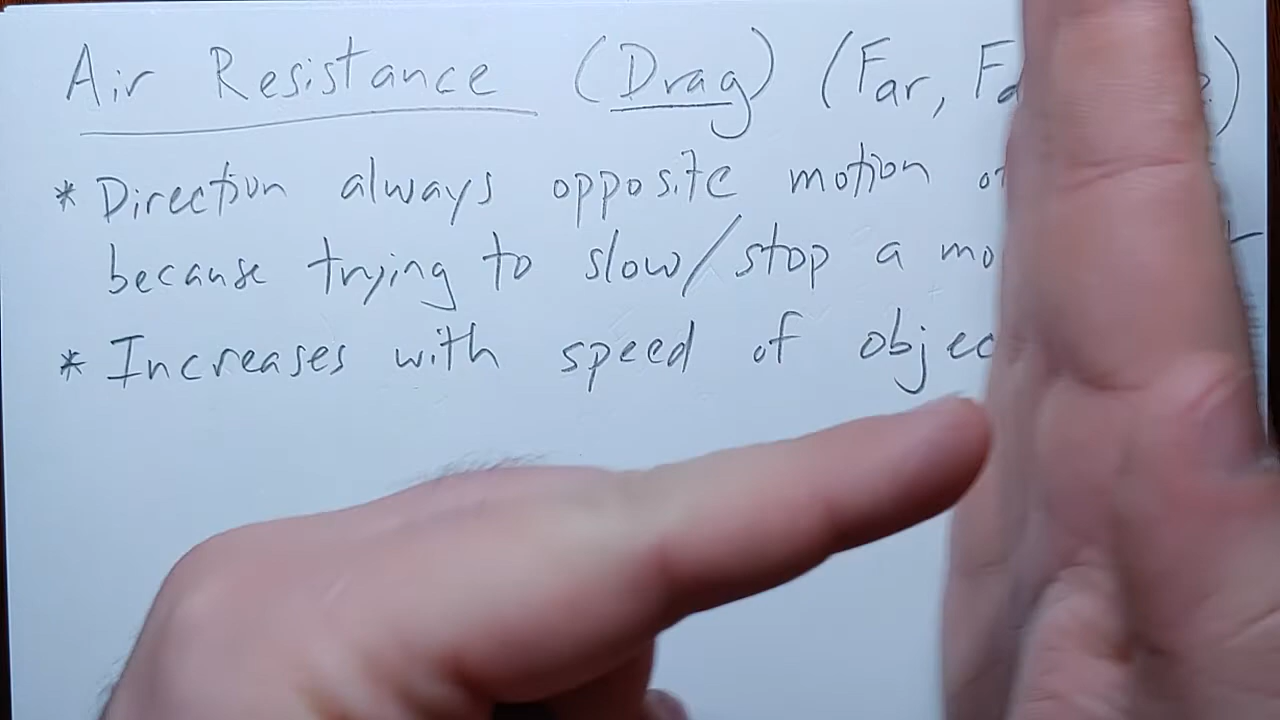 Air Resistance (Drag) (Far,
* Direction always opposite motion
because trying to slow/stop a
* Increases with speed of